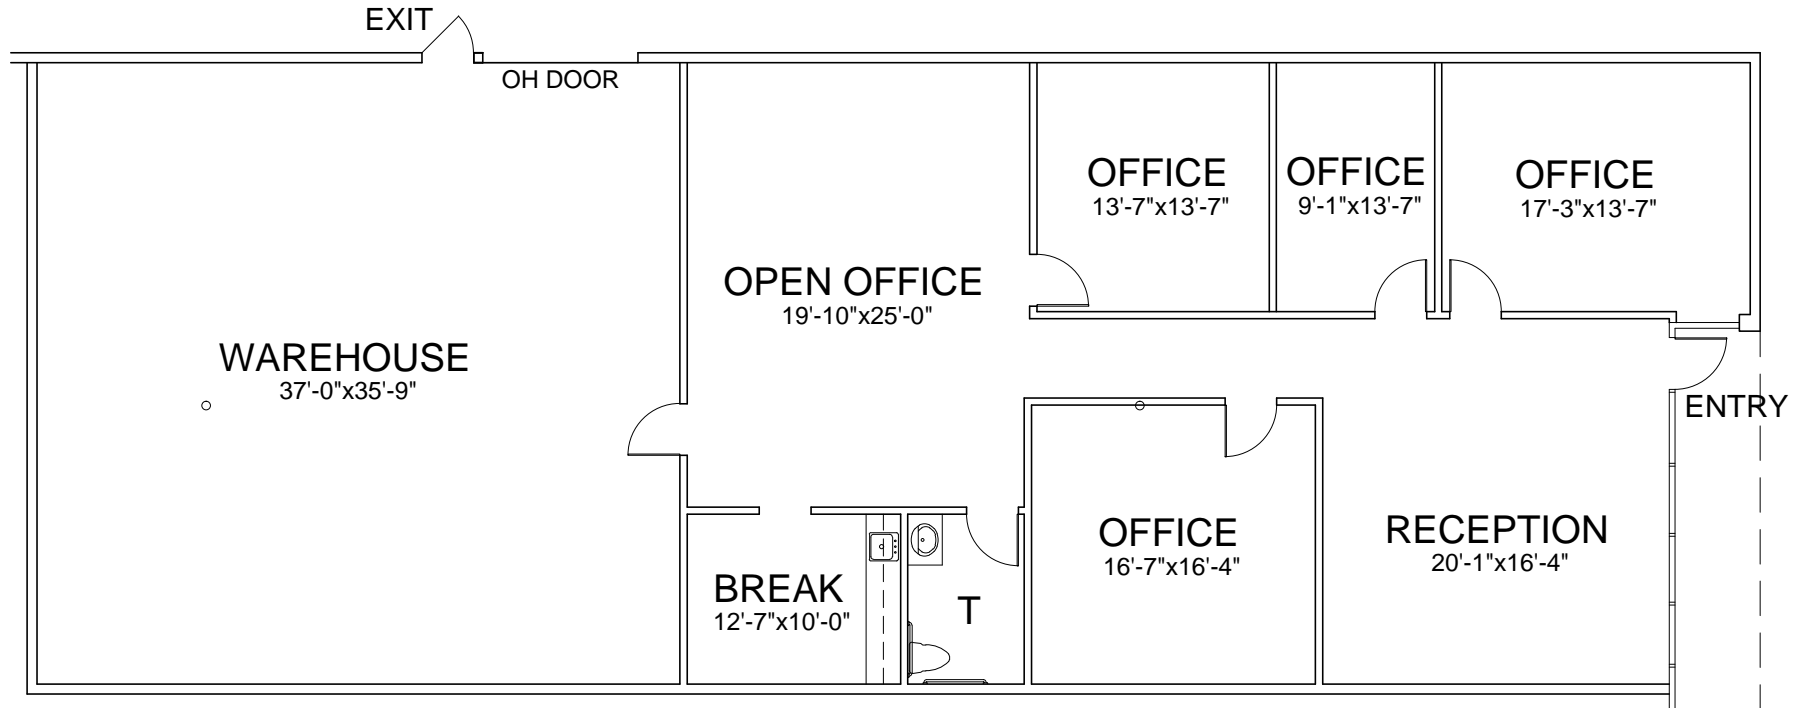 EXIT
OH DOOR
OFFICE
13'-7"x13'-7"
OFFICE
9'-1"x13'-7"
OFFICE
17'-3"x13'-7"
OPEN OFFICE
19'-10"x25'-0"
WAREHOUSE
37'-0"x35'-9"
ENTRY
OFFICE
16'-7"x16'-4"
RECEPTION
20'-1"x16'-4"
BREAK
12'-7"x10'-0"
T